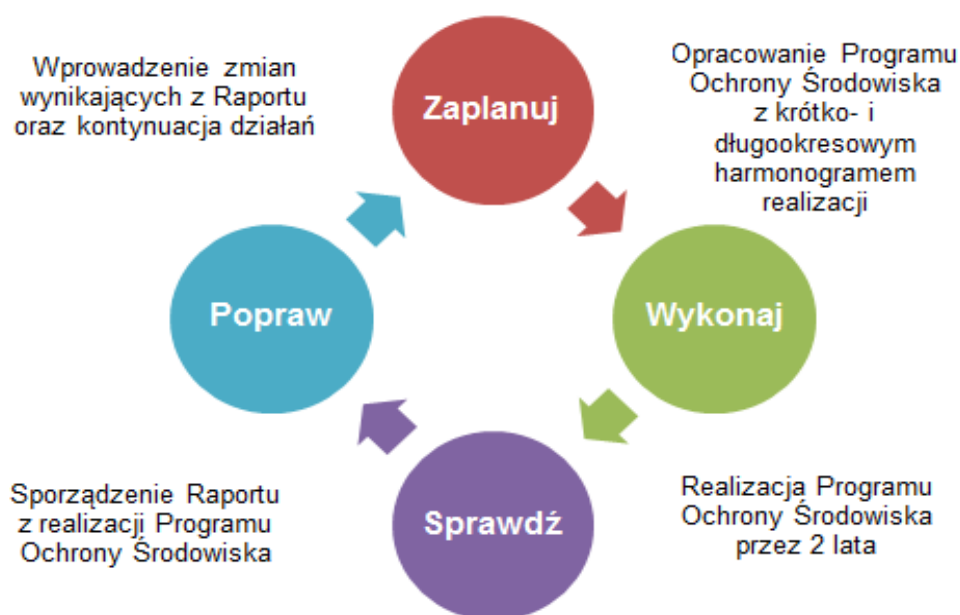 Wprowadzenie zmian
wynikających z Raportu
oraz kontynuacja działań
Zaplanuj
Opracowanie Programu
Ochrony Środowiska
z krótko- i
długookresowym
harmonogramem
realizacji
Popraw
Wykonaj
Sporządzenie Raportu
z realizacji Programu
Ochrony Środowiska
Sprawdź
Realizacja Programu
Ochrony Środowiska
przez 2 lata